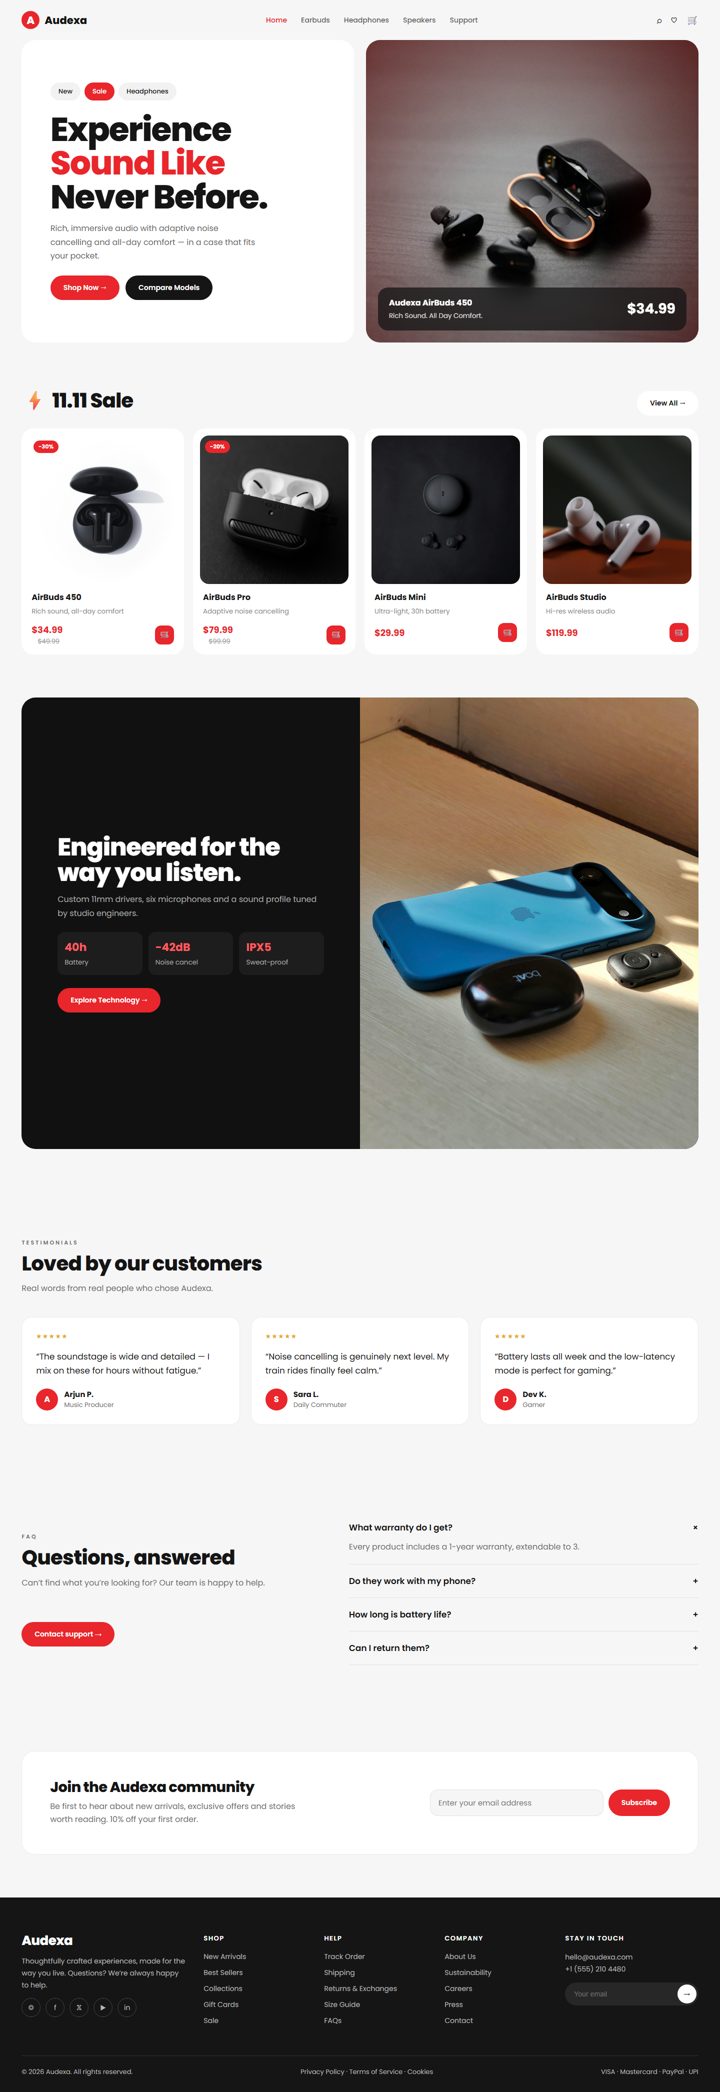 A Audexa
Home Earbuds Headphones Speakers Support
New Sale Headphones
Experience
Sound Like
Never Before.
Rich, immersive audio with adaptive noise
cancelling and all-day comfort — in a case that fits
your pocket.
Shop Now → Compare Models
Audexa AirBuds 450
Rich Sound. All Day Comfort.
$34.99
11.11 Sale
View All →
-30%
AirBuds 450
Rich sound, all-day comfort
$34.99
$49.99
-20%
AirBuds Pro
Adaptive noise cancelling
$79.99
$99.99
AirBuds Mini
Ultra-light, 30h battery
$29.99
AirBuds Studio
Hi-res wireless audio
$119.99
Engineered for the
way you listen.
Custom 11mm drivers, six microphones and a sound profile tuned
by studio engineers.
40h
Battery
-42dB
Noise cancel
IPX5
Sweat-proof
Explore Technology →
boAt
TESTIMONIALS
Loved by our customers
Real words from real people who chose Audexa.
★★★★★
“The soundstage is wide and detailed — I
mix on these for hours without fatigue.”
A
Arjun P.
Music Producer
★★★★★
“Noise cancelling is genuinely next level. My
train rides finally feel calm.”
S
Sara L.
Daily Commuter
★★★★★
“Battery lasts all week and the low-latency
mode is perfect for gaming.”
D
Dev K.
Gamer
FAQ
Questions, answered
Can't find what you're looking for? Our team is happy to help.
Contact support →
What warranty do I get? ×
Every product includes a 1-year warranty, extendable to 3.
Do they work with my phone? +
How long is battery life? +
Can I return them? +
Join the Audexa community
Be first to hear about new arrivals, exclusive offers and stories
worth reading. 10% off your first order.
Enter your email address
Subscribe
Audexa
Thoughtfully crafted experiences, made for the
way you live. Questions? We're always happy
to help.
f 𝕏 ▶ in
SHOP
New Arrivals
Best Sellers
Collections
Gift Cards
Sale
HELP
Track Order
Shipping
Returns & Exchanges
Size Guide
FAQs
COMPANY
About Us
Sustainability
Careers
Press
Contact
STAY IN TOUCH
hello@audexa.com
+1 (555) 210 4480
Your email →
© 2026 Audexa. All rights reserved.
Privacy Policy · Terms of Service · Cookies
VISA · Mastercard · PayPal · UPI